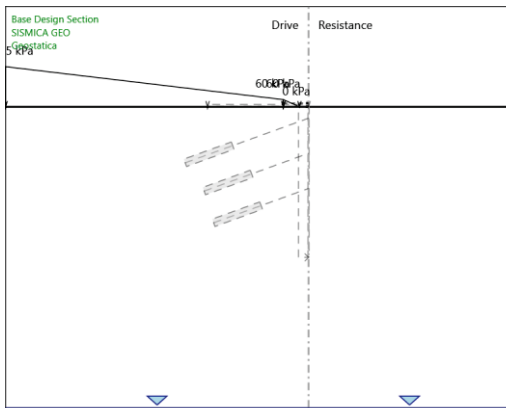 Base Design Section
SISMICA GEO
Geostatica
Drive
Resistance
5 kPa
0 kPa